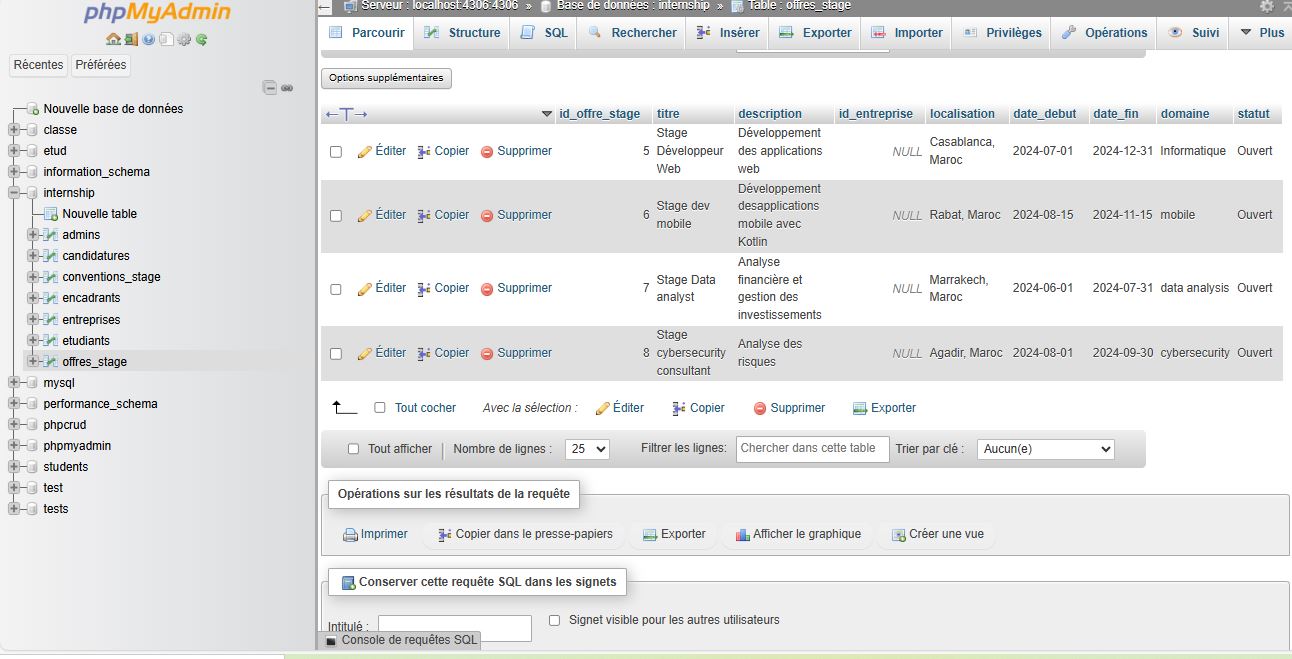 phpMyAdmin
Récentes Préférées
Nouvelle base de données
classe
etud
information_schema
internship
Nouvelle table
admins
candidatures
conventions_stage
encadrants
entreprises
etudiants
offres_stage
mysql
performance_schema
phpcrud
phpmyadmin
students
test
tests
Serveur : localhost:4306:4306 » Base de données : internship » Table : offres_stage
Parcourir Structure SQL Rechercher Insérer Exporter Importer Privilèges Opérations Suivi Plus
Options supplémentaires
←T→ id_offre_stage titre description id_entreprise localisation date_debut date_fin domaine statut
Éditer Copier Supprimer 5 Stage Développeur Web Développement des applications web NULL Casablanca, Maroc 2024-07-01 2024-12-31 Informatique Ouvert
Éditer Copier Supprimer 6 Stage dev mobile Développement desapplications mobile avec Kotlin NULL Rabat, Maroc 2024-08-15 2024-11-15 mobile Ouvert
Éditer Copier Supprimer 7 Stage Data analyst Analyse financière et gestion des investissements NULL Marrakech, Maroc 2024-06-01 2024-07-31 data analysis Ouvert
Éditer Copier Supprimer 8 Stage cybersecurity consultant Analyse des risques NULL Agadir, Maroc 2024-08-01 2024-09-30 cybersecurity Ouvert
Tout cocher Avec la sélection : Éditer Copier Supprimer Exporter
Tout afficher Nombre de lignes : 25 Filtrer les lignes: Chercher dans cette table Trier par clé : Aucun(e)
Opérations sur les résultats de la requête
Imprimer Copier dans le presse-papiers Exporter Afficher le graphique Créer une vue
Conserver cette requête SQL dans les signets
Intitulé : Signet visible pour les autres utilisateurs
Console de requêtes SQL